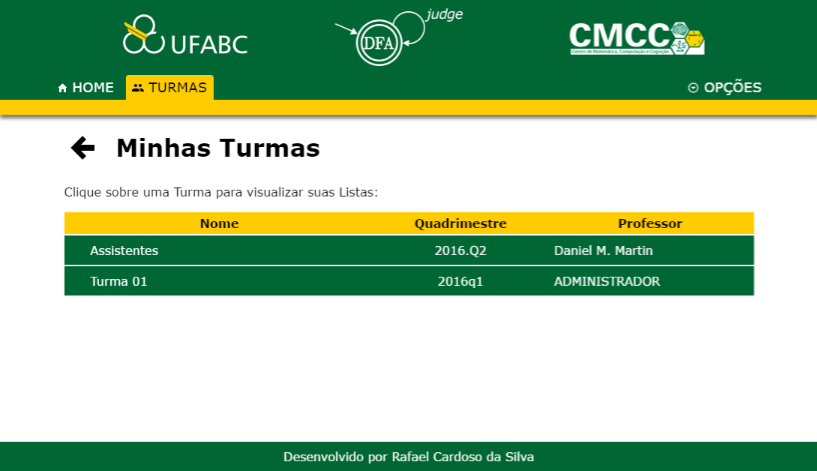 UFABC
DFA
judge
CMCC
Centro de Matemática, Computação e Cognição
HOME
TURMAS
OPÇÕES
Minhas Turmas
Clique sobre uma Turma para visualizar suas Listas:
Nome Quadrimestre Professor
Assistentes 2016.Q2 Daniel M. Martin
Turma 01 2016q1 ADMINISTRADOR
Desenvolvido por Rafael Cardoso da Silva